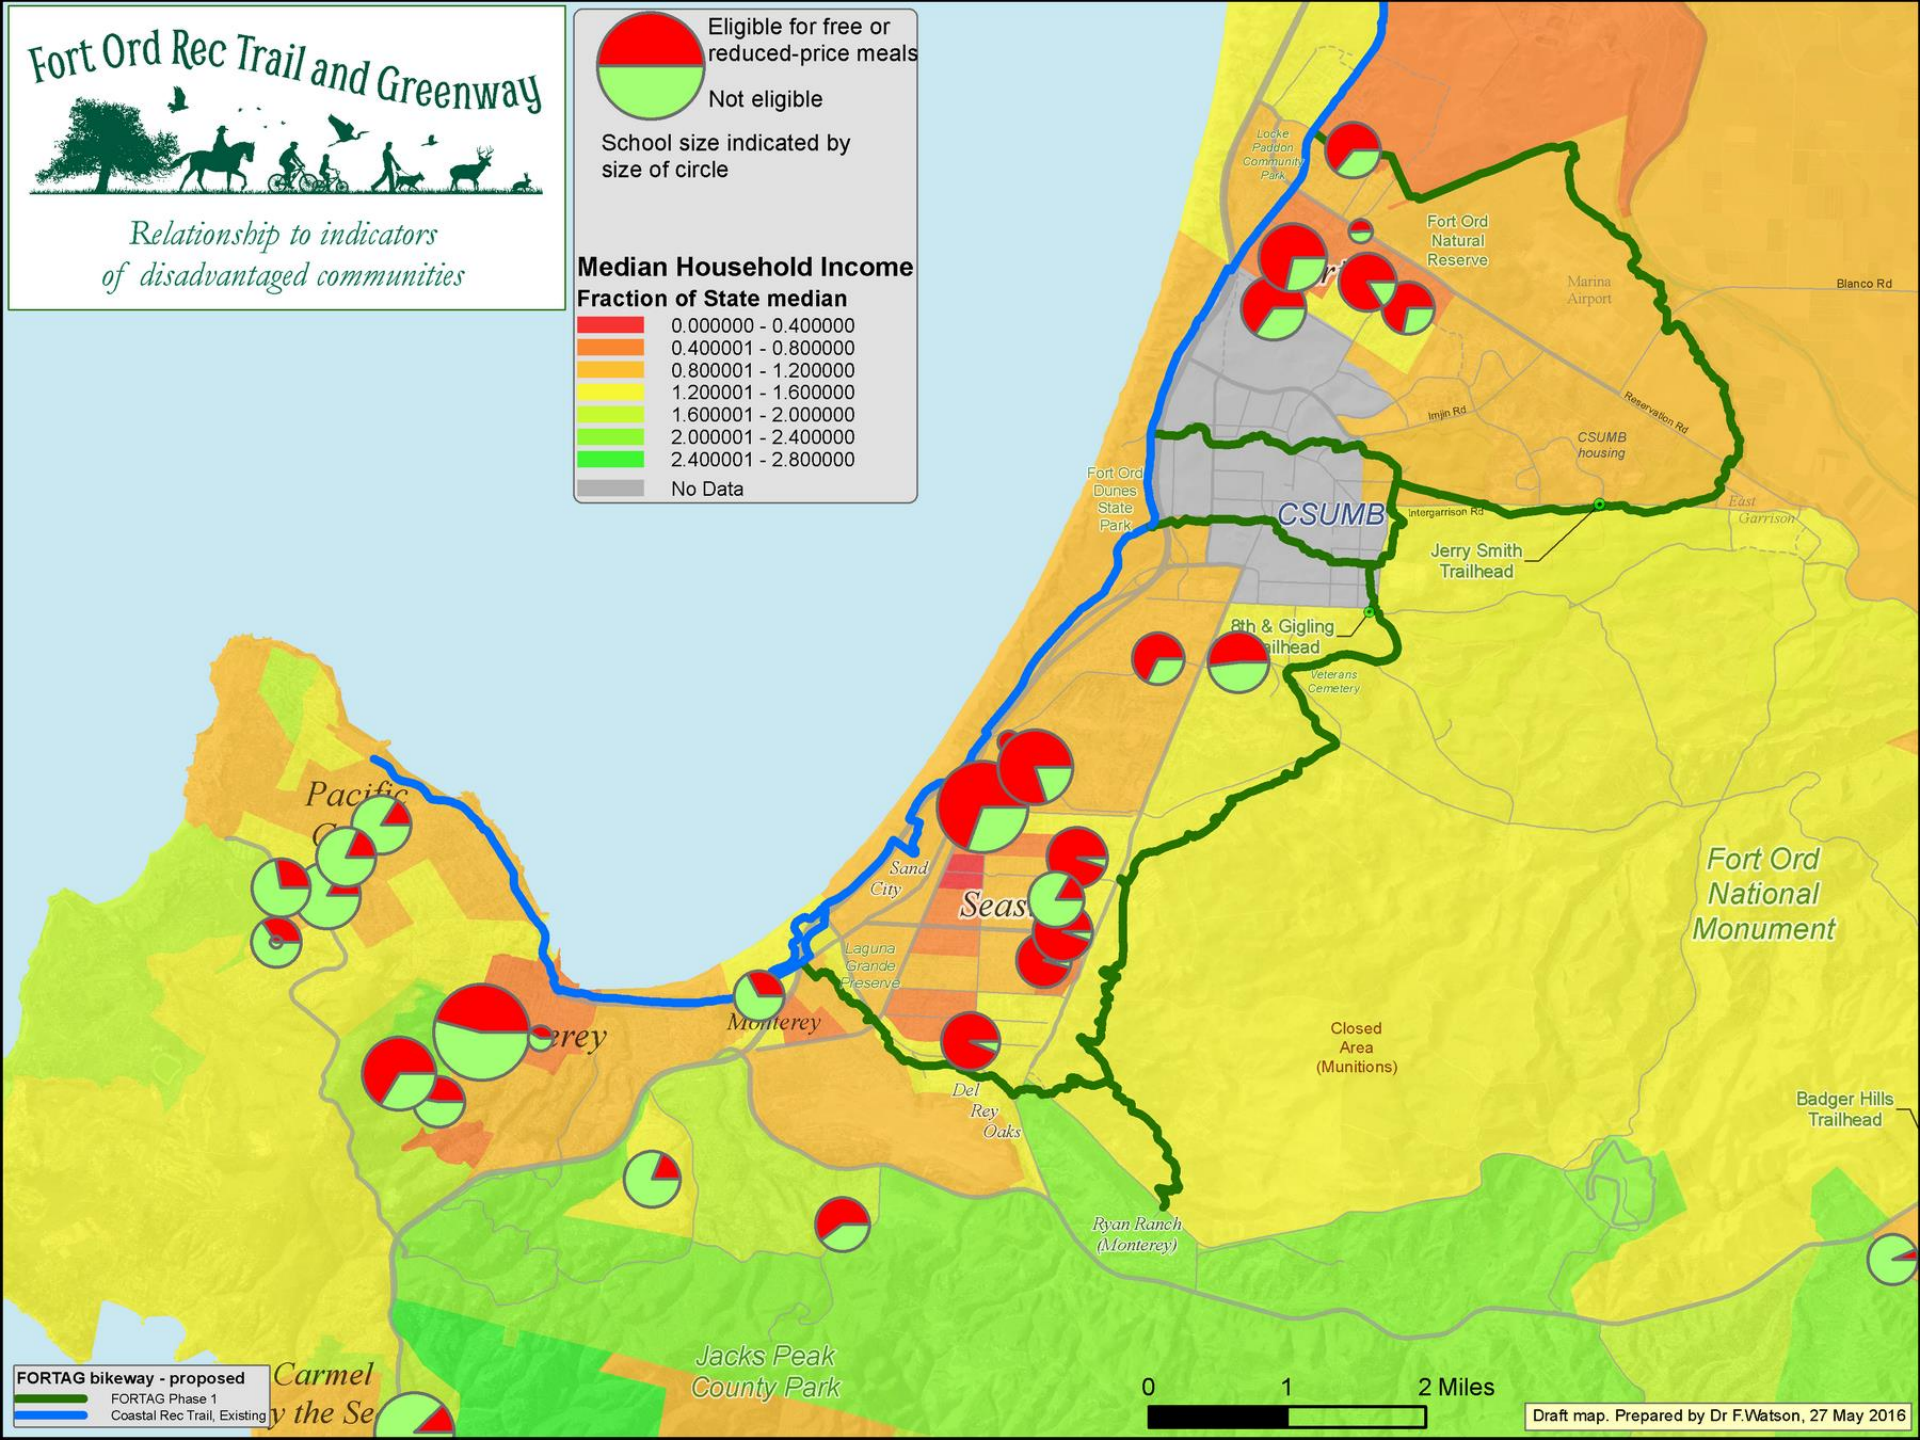 Fort Ord Rec Trail and Greenway
Relationship to indicators
of disadvantaged communities
Eligible for free or
reduced-price meals
Not eligible
School size indicated by
size of circle
Median Household Income
Fraction of State median
0.000000 - 0.400000
0.400001 - 0.800000
0.800001 - 1.200000
1.200001 - 1.600000
1.600001 - 2.000000
2.000001 - 2.400000
2.400001 - 2.800000
No Data
Locke
Paddon
Community
Park
Fort Ord
Natural
Reserve
Marina
Airport
Blanco Rd
Imjin Rd
Reservation Rd
CSUMB
housing
Fort Ord
Dunes
State
Park
CSUMB
Intergarrison Rd
East
Garrison
Jerry Smith
Trailhead
8th & Gigling
ailhead
Veterans
Cemetery
Pacific
Sand
City
Seas
Laguna
Grande
Preserve
Fort Ord
National
Monument
Monterey
erey
Closed
Area
(Munitions)
Del
Rey
Oaks
Badger Hills
Trailhead
Ryan Ranch
(Monterey)
Jacks Peak
County Park
Carmel
y the Se
FORTAG bikeway - proposed
FORTAG Phase 1
Coastal Rec Trail, Existing
0 1 2 Miles
Draft map. Prepared by Dr F.Watson, 27 May 2016